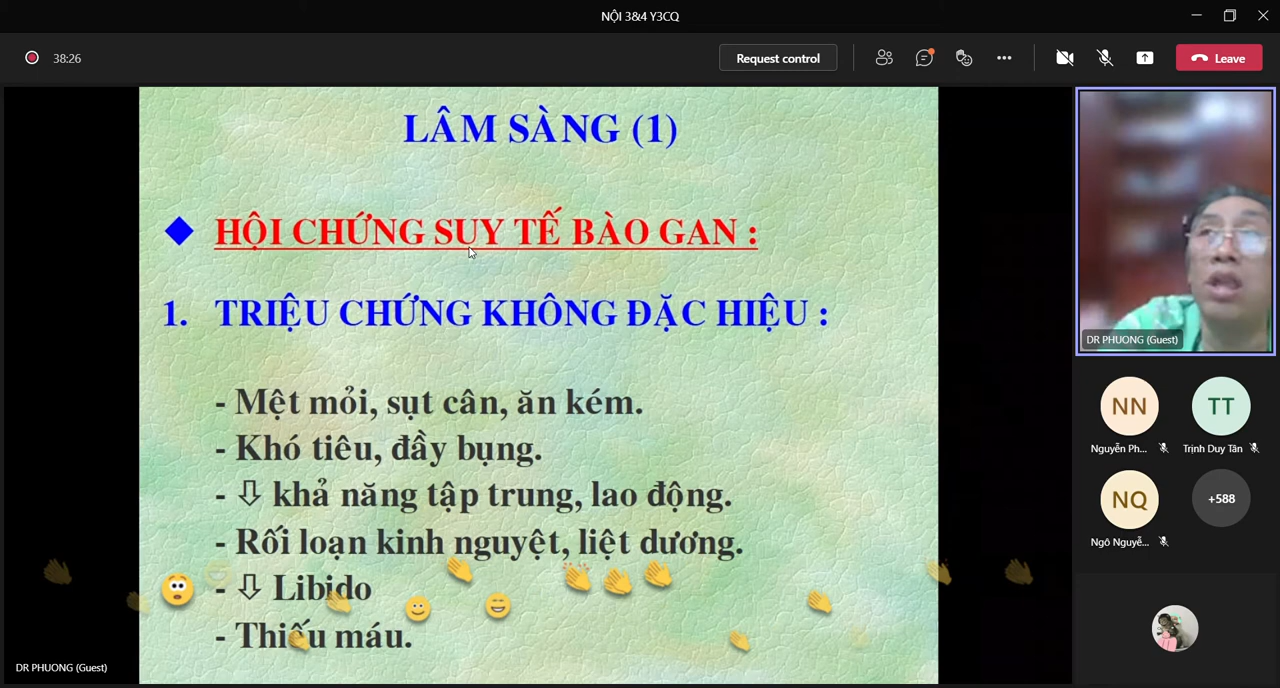 NỘI 3&4 Y3CQ
38:26
Request control
Leave
LÂM SÀNG (1)
HỘI CHỨNG SUY TẾ BÀO GAN :
1. TRIỆU CHỨNG KHÔNG ĐẶC HIỆU :
- Mệt mỏi, sụt cân, ăn kém.
- Khó tiêu, đầy bụng.
- ⇩ khả năng tập trung, lao động.
- Rối loạn kinh nguyệt, liệt dương.
- ⇩ Libido
- Thiếu máu.
DR PHUONG (Guest)
DR PHUONG (Guest)
NN
TT
Nguyễn Ph...
Trịnh Duy Tân
NQ
+588
Ngô Nguyễ...